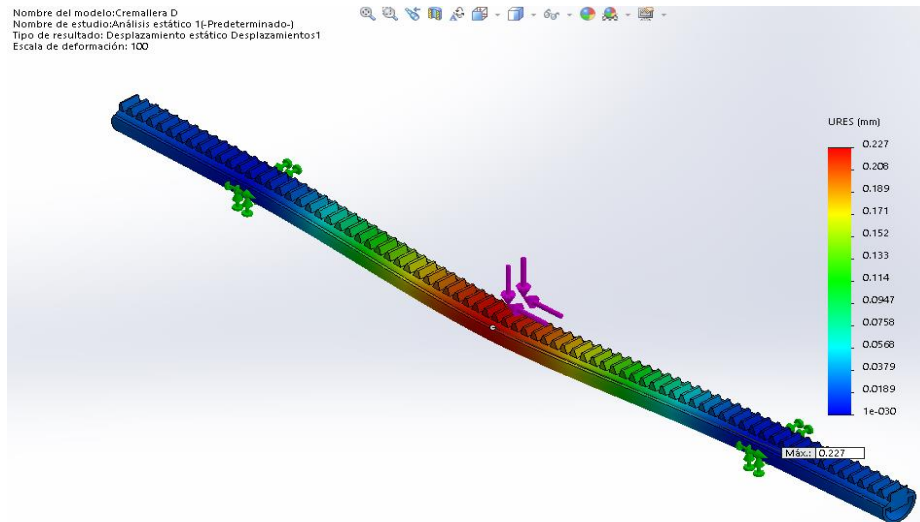 Nombre del modelo:Cremallera D
Nombre de estudio:Análisis estático 1(-Predeterminado-)
Tipo de resultado: Desplazamiento estático Desplazamientos1
Escala de deformación: 100
URES (mm)
0.227
0.208
0.189
0.171
0.152
0.133
0.114
0.0947
0.0758
0.0568
0.0379
0.0189
1e-030
Máx.: 0.227